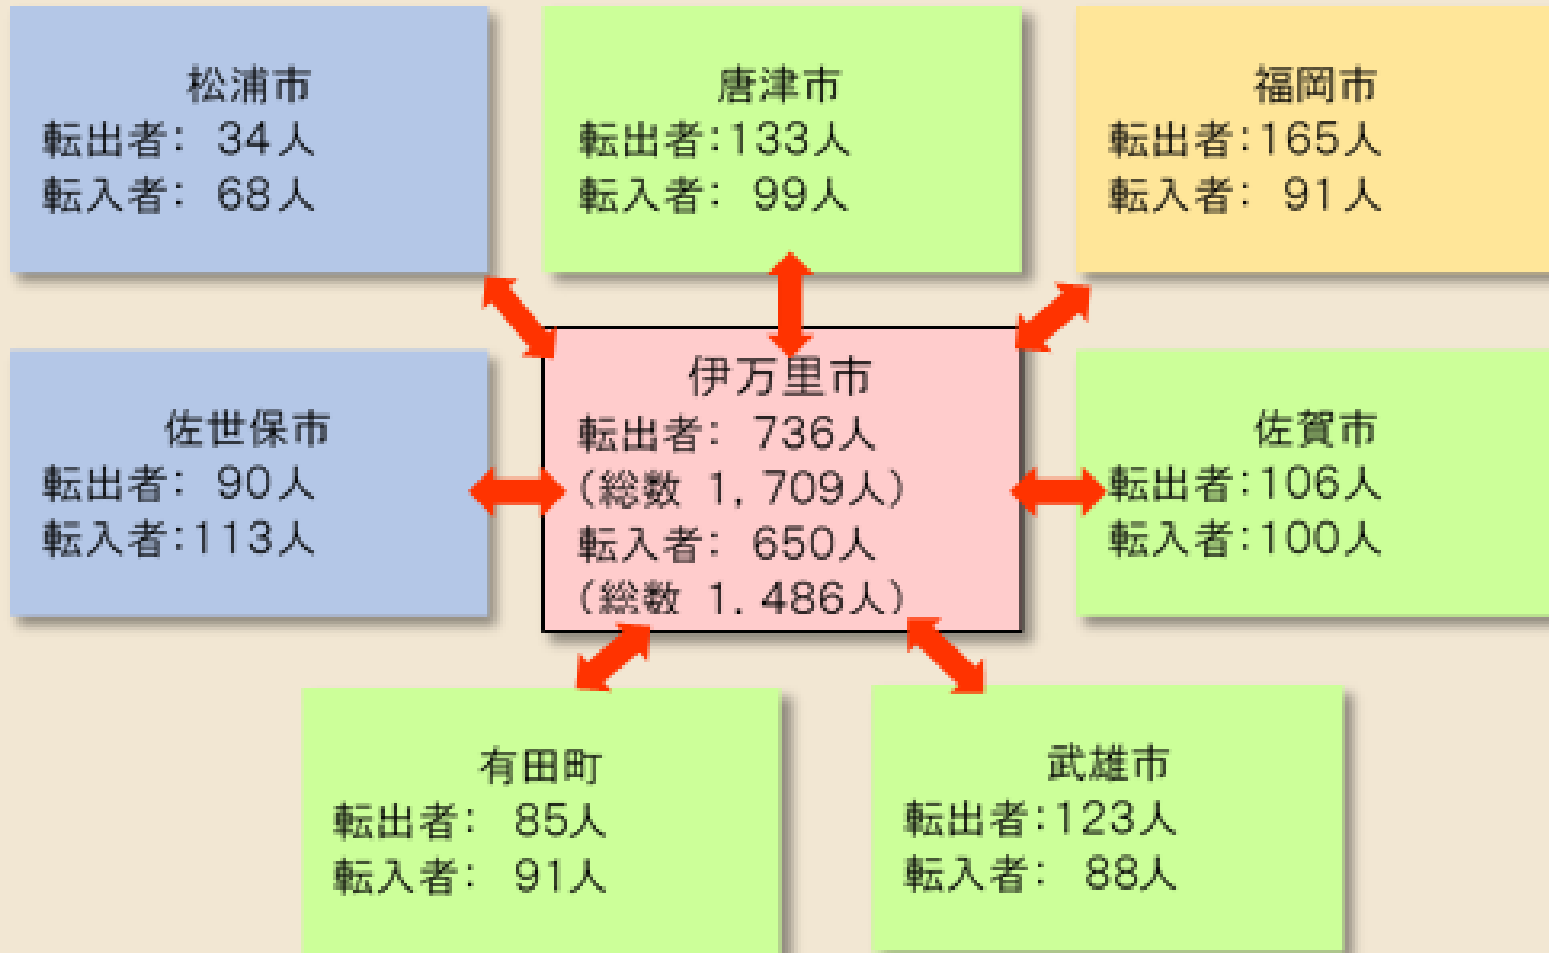 松浦市
転出者： 34人
転入者： 68人
唐津市
転出者：133人
転入者： 99人
福岡市
転出者：165人
転入者： 91人
佐世保市
転出者： 90人
転入者：113人
伊万里市
転出者： 736人
（総数 1，709人）
転入者： 650人
（総数 1．486人）
佐賀市
転出者：106人
転入者：100人
有田町
転出者： 85人
転入者： 91人
武雄市
転出者：123人
転入者： 88人